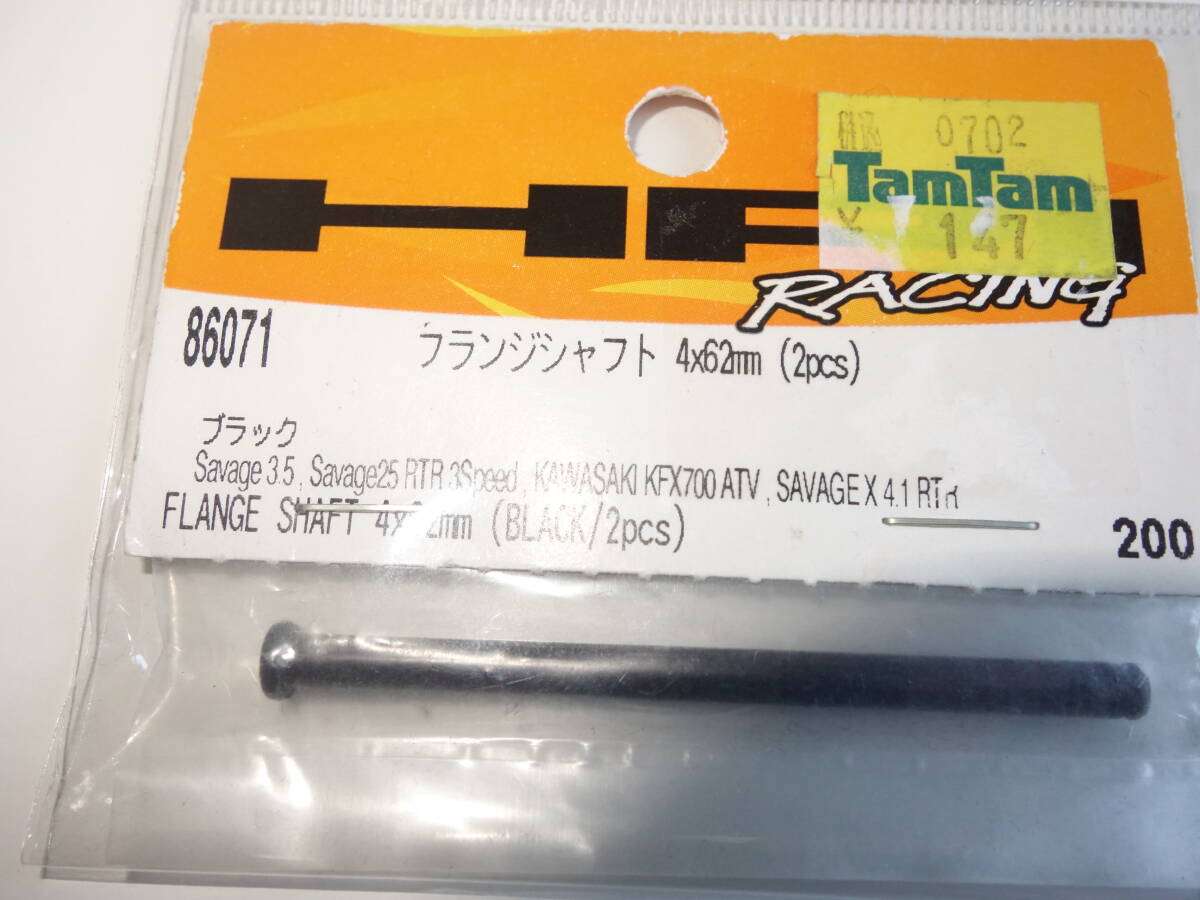 0702
TamTam
¥ 147
HPI
RACING
86071
フランジシャフト 4x62mm (2pcs)
ブラック
Savage 3.5 , Savage25 RTR 3Speed , KAWASAKI KFX700 ATV , SAVAGE X 4.1 RTR
FLANGE SHAFT 4x62mm (BLACK/2pcs)
200